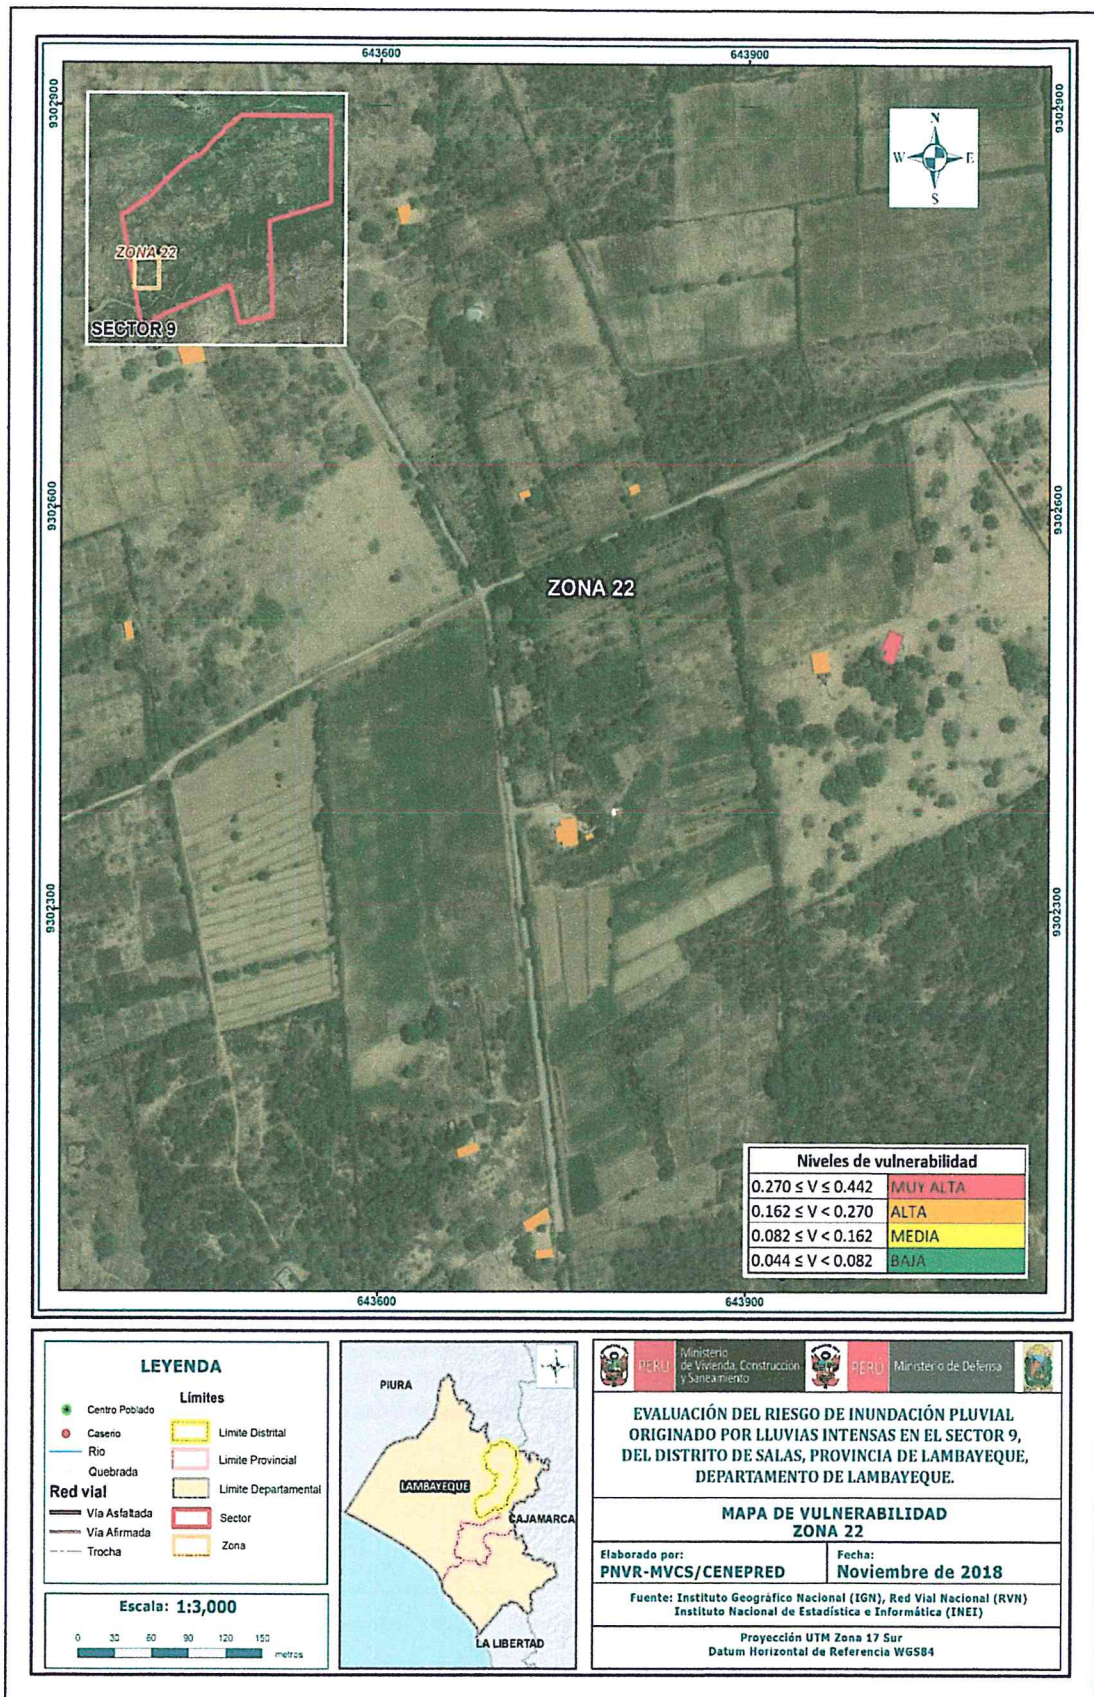 643600
643900
9302900
9302900
N
W
E
S
ZONA 22
SECTOR 9
9302600
9302600
ZONA 22
9302300
9302300
Niveles de vulnerabilidad
0.270 ≤ V ≤ 0.442 MUY ALTA
0.162 ≤ V < 0.270 ALTA
0.082 ≤ V < 0.162 MEDIA
0.044 ≤ V < 0.082 BAJA
643600
643900
LEYENDA
Centro Poblado
Caserio
Rio
Quebrada
Red vial
Vía Asfaltada
Vía Afirmada
Trocha
Límites
Limite Distrital
Limite Provincial
Limite Departamental
Sector
Zona
Escala: 1:3,000
0 30 60 90 120 150
metros
PIURA
LAMBAYEQUE
CAJAMARCA
LA LIBERTAD
PERÚ
Ministerio
de Vivienda, Construcción
y Saneamiento
PERÚ
Ministerio de Defensa
EVALUACIÓN DEL RIESGO DE INUNDACIÓN PLUVIAL
ORIGINADO POR LLUVIAS INTENSAS EN EL SECTOR 9,
DEL DISTRITO DE SALAS, PROVINCIA DE LAMBAYEQUE,
DEPARTAMENTO DE LAMBAYEQUE.
MAPA DE VULNERABILIDAD
ZONA 22
Elaborado por:
PNVR-MVCS/CENEPRED
Fecha:
Noviembre de 2018
Fuente: Instituto Geográfico Nacional (IGN), Red Vial Nacional (RVN)
Instituto Nacional de Estadística e Informática (INEI)
Proyección UTM Zona 17 Sur
Datum Horizontal de Referencia WGS84